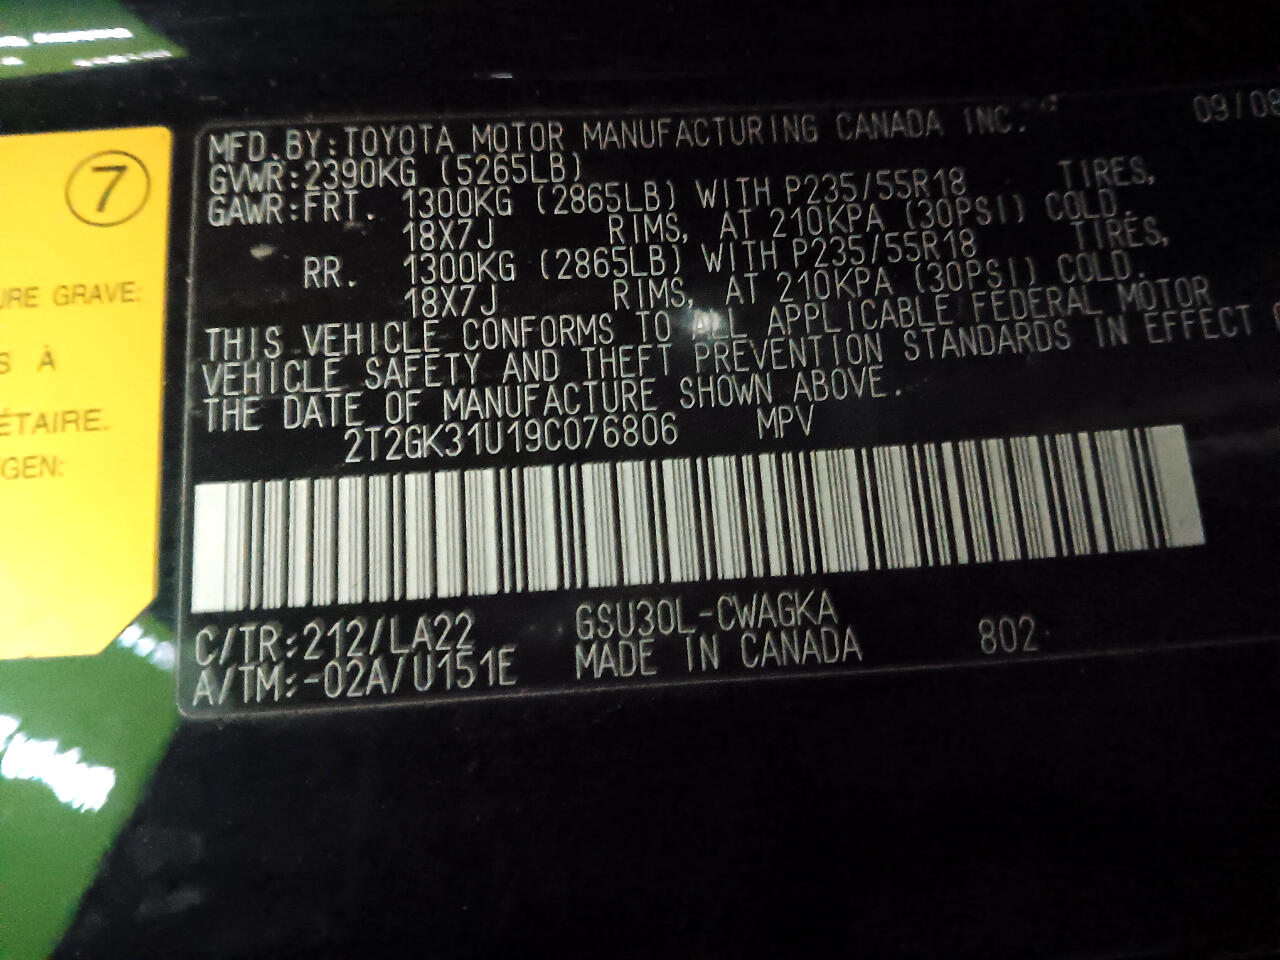 7
URE GRAVE:
S À
ÉTAIRE.
GEN:
MFD. BY: TOYOTA MOTOR MANUFACTURING CANADA INC. 09/08
GVWR: 2390KG (5265LB)
GAWR: FRT. 1300KG (2865LB) WITH P235/55R18 TIRES,
18X7J RIMS, AT 210KPA (30PSI) COLD.
RR. 1300KG (2865LB) WITH P235/55R18 TIRES,
18X7J RIMS, AT 210KPA (30PSI) COLD.
THIS VEHICLE CONFORMS TO ALL APPLICABLE FEDERAL MOTOR
VEHICLE SAFETY AND THEFT PREVENTION STANDARDS IN EFFECT
THE DATE OF MANUFACTURE SHOWN ABOVE.
2T2GK31U19C076806 MPV
C/TR: 212/LA22 GSU30L-CWAGKA
A/TM: -02A/U151E MADE IN CANADA 802